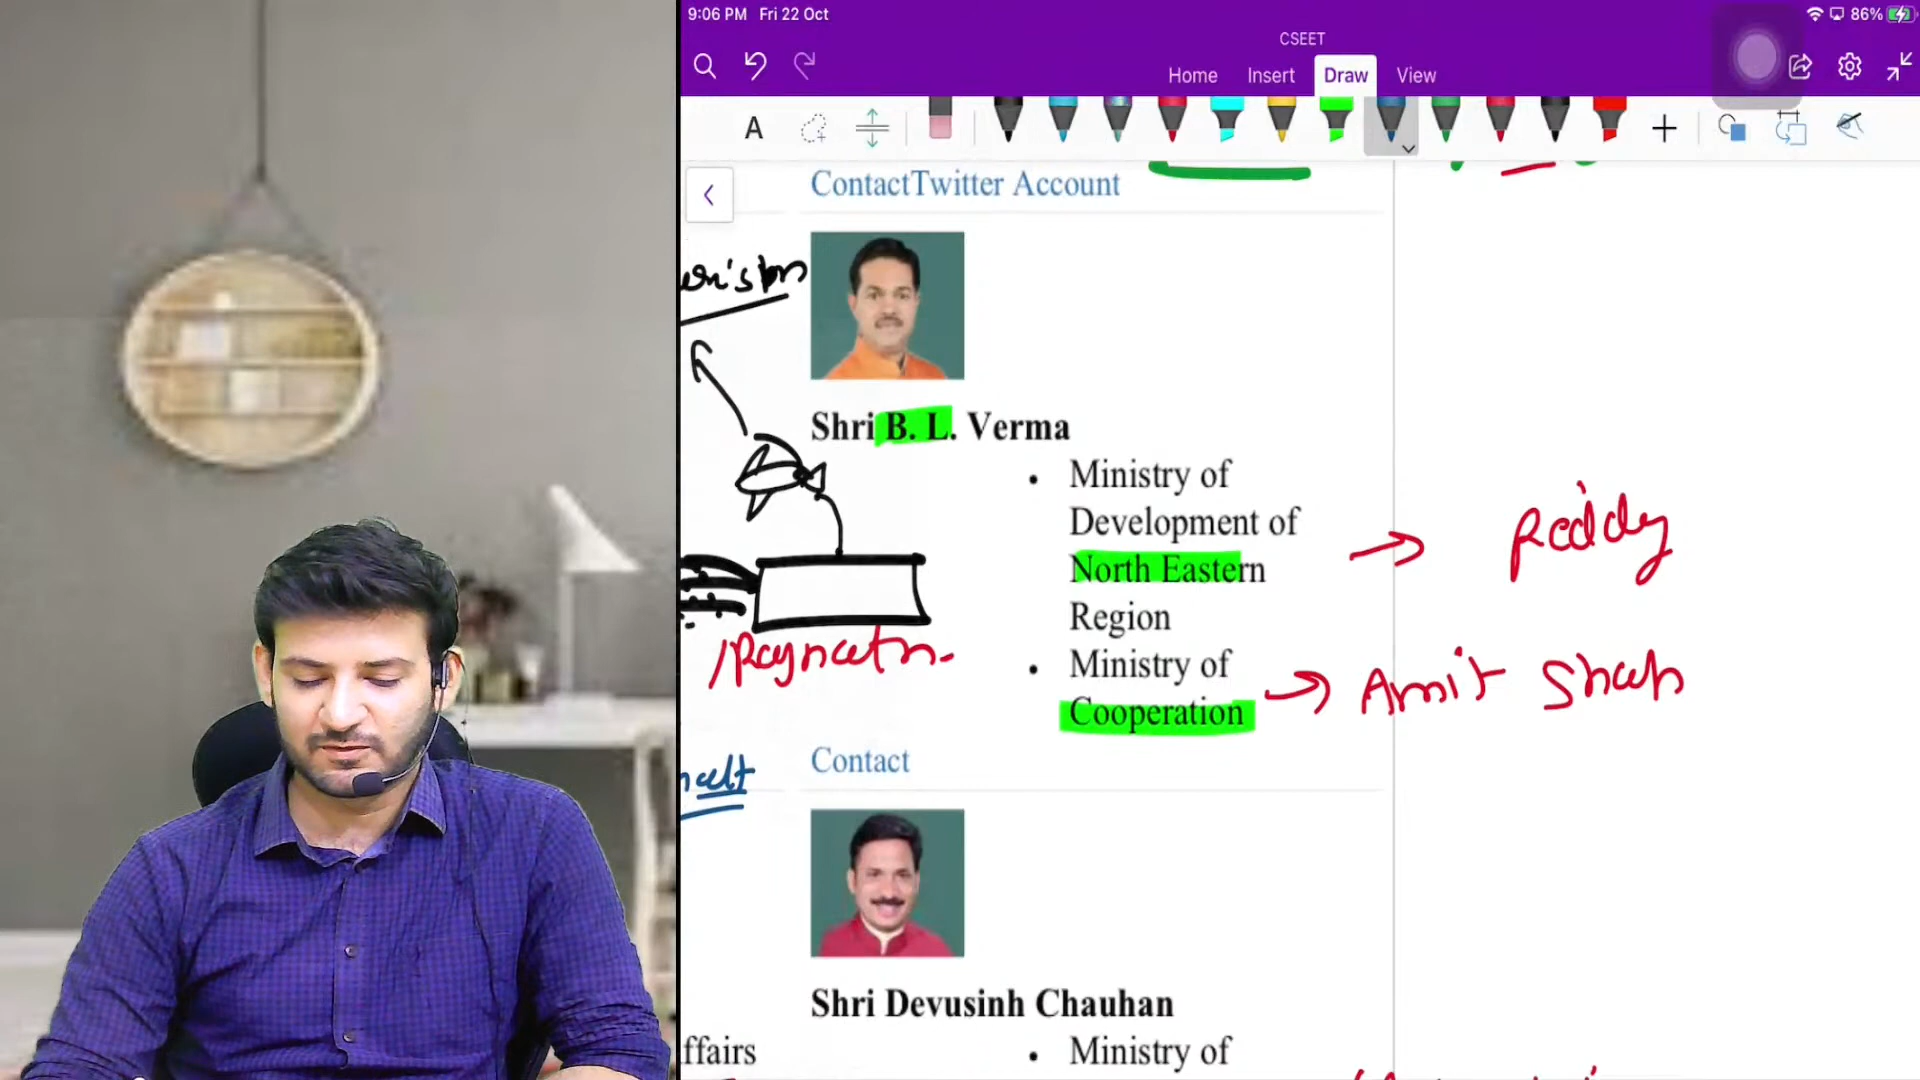 9:06 PM Fri 22 Oct
86%
CSEET
Home Insert Draw View
A
ContactTwitter Account
Shri B. L. Verma
Ministry of
Development of
North Eastern
Region
Reddy
Ministry of
Cooperation
Amit Shah
Contact
Shri Devusinh Chauhan
ffairs
Ministry of